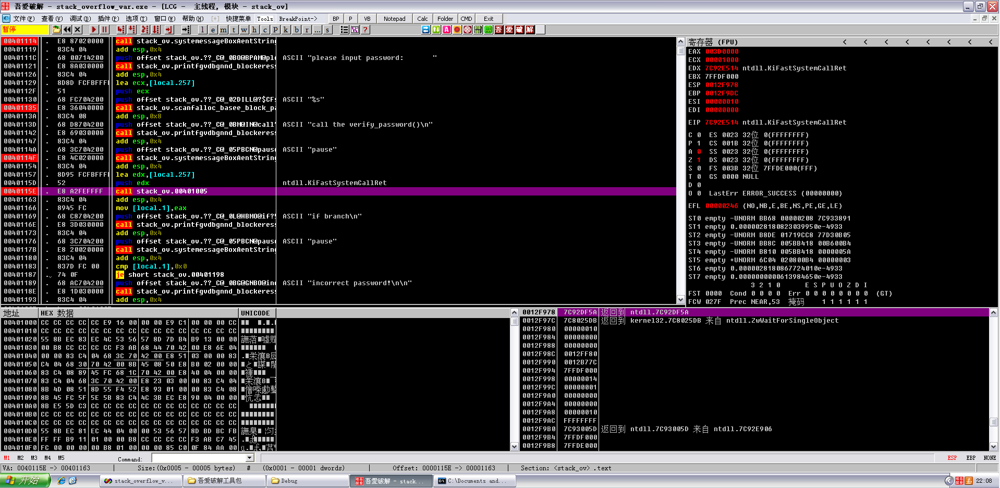 吾爱破解 - stack_overflow_var.exe - [LCG - 主线程, 模块 - stack_ov]
文件(F) 查看(V) 调试(D) 插件(P) 选项(T) 窗口(W) 帮助(H) [+] 快捷菜单 Tools BreakPoint-> BP P VB Notepad Calc Folder CMD Exit
暂停 l e m t w h c p k b r ... s ? 吾 爱 破 解
00401114 . E8 87020000 call stack_ov.systemessageBoxAentString
00401119 . 83C4 04 add esp,0x4
0040111C . 68 00714200 push offset stack_ov.??_C@_0BO@BPAM@ple ASCII "please input password:       "
00401121 . E8 8A030000 call stack_ov.printfgvdbgnnd_blockeress
00401126 . 83C4 04 add esp,0x4
00401129 . 8D8D FCFBFFFF lea ecx,[local.257]
0040112F . 51 push ecx
00401130 . 68 FC704200 push offset stack_ov.??_C@_02DILL@?$CFs ASCII "%s"
00401135 . E8 36040000 call stack_ov.scanfalloc_basee_block_pa
0040113A . 83C4 08 add esp,0x8
0040113D . 68 D8704200 push offset stack_ov.??_C@_0BM@IN@call? ASCII "call the verify_password()\n"
00401142 . E8 69030000 call stack_ov.printfgvdbgnnd_blockeress
00401147 . 83C4 04 add esp,0x4
0040114A . 68 3C704200 push offset stack_ov.??_C@_05PBCN@pause ASCII "pause"
0040114F . E8 4C020000 call stack_ov.systemessageBoxAentString
00401154 . 83C4 04 add esp,0x4
00401157 . 8D95 FCFBFFFF lea edx,[local.257]
0040115D . 52 push edx ntdll.KiFastSystemCallRet
0040115E . E8 A2FEFFFF call stack_ov.00401005
00401163 . 83C4 04 add esp,0x4
00401166 . 8945 FC mov [local.1],eax
00401169 . 68 C8704200 push offset stack_ov.??_C@_0L@HBMO@if?5 ASCII "if branch\n"
0040116E . E8 3D030000 call stack_ov.printfgvdbgnnd_blockeress
00401173 . 83C4 04 add esp,0x4
00401176 . 68 3C704200 push offset stack_ov.??_C@_05PBCN@pause ASCII "pause"
0040117B . E8 20020000 call stack_ov.systemessageBoxAentString
00401180 . 83C4 04 add esp,0x4
00401183 . 837D FC 00 cmp [local.1],0x0
00401187 . 74 0F je short stack_ov.00401198
00401189 . 68 AC704200 push offset stack_ov.??_C@_0BG@GNBO@inc ASCII "incorrect password!\n\n"
0040118E . E8 1D030000 call stack_ov.printfgvdbgnnd_blockeress
00401193 . 83C4 04 add esp,0x4
寄存器 (FPU) < < < < < < < <
EAX 003D0000
ECX 00001000
EDX 7C92E514 ntdll.KiFastSystemCallRet
EBX 7FFDF000
ESP 0012F978
EBP 0012F9DC
ESI 00000010
EDI 00000000
EIP 7C92E514 ntdll.KiFastSystemCallRet
C 0 ES 0023 32位 0(FFFFFFFF)
P 1 CS 001B 32位 0(FFFFFFFF)
A 0 SS 0023 32位 0(FFFFFFFF)
Z 1 DS 0023 32位 0(FFFFFFFF)
S 0 FS 003B 32位 7FFDE000(FFF)
T 0 GS 0000 NULL
D 0
O 0 LastErr ERROR_SUCCESS (00000000)
EFL 00000246 (NO,NB,E,BE,NS,PE,GE,LE)
ST0 empty -UNORM BB68 00000208 7C933891
ST1 empty 0.0000028180823039950e-4933
ST2 empty -UNORM B8DE 01719CC8 77D30B05
ST3 empty -UNORM BB8C 005BB418 00B600B4
ST4 empty -UNORM B810 005BB418 0000005A
ST5 empty +UNORM 6C04 020800B4 00000003
ST6 empty 0.0000028180867724010e-4933
ST7 empty 0.0000000000613984650e-4933
3 2 1 0 E S P U O Z D I
FST 0000 Cond 0 0 0 0 Err 0 0 0 0 0 0 0 0 (GT)
FCW 027F Prec NEAR,53 掩码 1 1 1 1 1 1
地址 HEX 数据 UNICODE
00401000 CC CC CC CC CC E9 16 00 00 00 E9 C1 00 00 00 CC
00401010 CC CC CC CC CC CC CC CC CC CC CC CC CC CC CC CC
00401020 55 8B EC 83 EC 4C 53 56 57 8D 7D B4 B9 13 00 00
00401030 00 B8 CC CC CC CC F3 AB 68 44 70 42 00 E8 6E 04
00401040 00 00 83 C4 04 68 3C 70 42 00 E8 51 03 00 00 83
00401050 C4 04 68 30 70 42 00 8B 45 08 50 E8 B0 02 00 00
00401060 83 C4 08 89 45 FC 68 1C 70 42 00 E8 40 04 00 00
00401070 83 C4 04 68 3C 70 42 00 E8 23 03 00 00 83 C4 04
00401080 8B 4D 08 51 8D 55 F4 52 E8 93 01 00 00 83 C4 08
00401090 8B 45 FC 5F 5E 5B 83 C4 4C 3B EC E8 90 04 00 00
004010A0 8B E5 5D C3 CC CC CC CC CC CC CC CC CC CC CC CC
004010B0 CC CC CC CC CC CC CC CC CC CC CC CC CC CC CC CC
004010C0 CC CC CC CC CC CC CC CC CC CC CC CC CC CC CC CC
004010D0 55 8B EC 81 EC 44 04 00 00 53 56 57 8D BD BC FB
004010E0 FF FF B9 11 01 00 00 B8 CC CC CC CC F3 AB C7 45
004010F0 FC 00 00 00 00 B8 01 00 00 00 85 C0 0F 84 AA 00
0012F978 7C92DF5A 返回到 ntdll.7C92DF5A
0012F97C 7C8025DB 返回到 kernel32.7C8025DB 来自 ntdll.ZwWaitForSingleObject
0012F980 00000010
0012F984 00000000
0012F988 00000000
0012F98C 0012FF80
0012F990 0012B77C
0012F994 7FFDF000
0012F998 00000014
0012F99C 00000001
0012F9A0 00000000
0012F9A4 00000000
0012F9A8 00000010
0012F9AC FFFFFFFF
0012F9B0 7C93005D 返回到 ntdll.7C93005D 来自 ntdll.7C92E906
0012F9B4 7FFDF000
0012F9B8 7FFDE000
M1 M2 M3 M4 M5 Command: ESP EBP NONE
VA: 0040115E -> 00401163 Size:(0x0005 - 00005 bytes) # (0x0001 - 00001 dwords) Offset: 0000115E -> 00001163 Section: <stack_ov> .text
开始 stack_overflow_v... 吾爱破解工具包 Debug 吾爱破解 - stack... C:\Documents and... 22:08